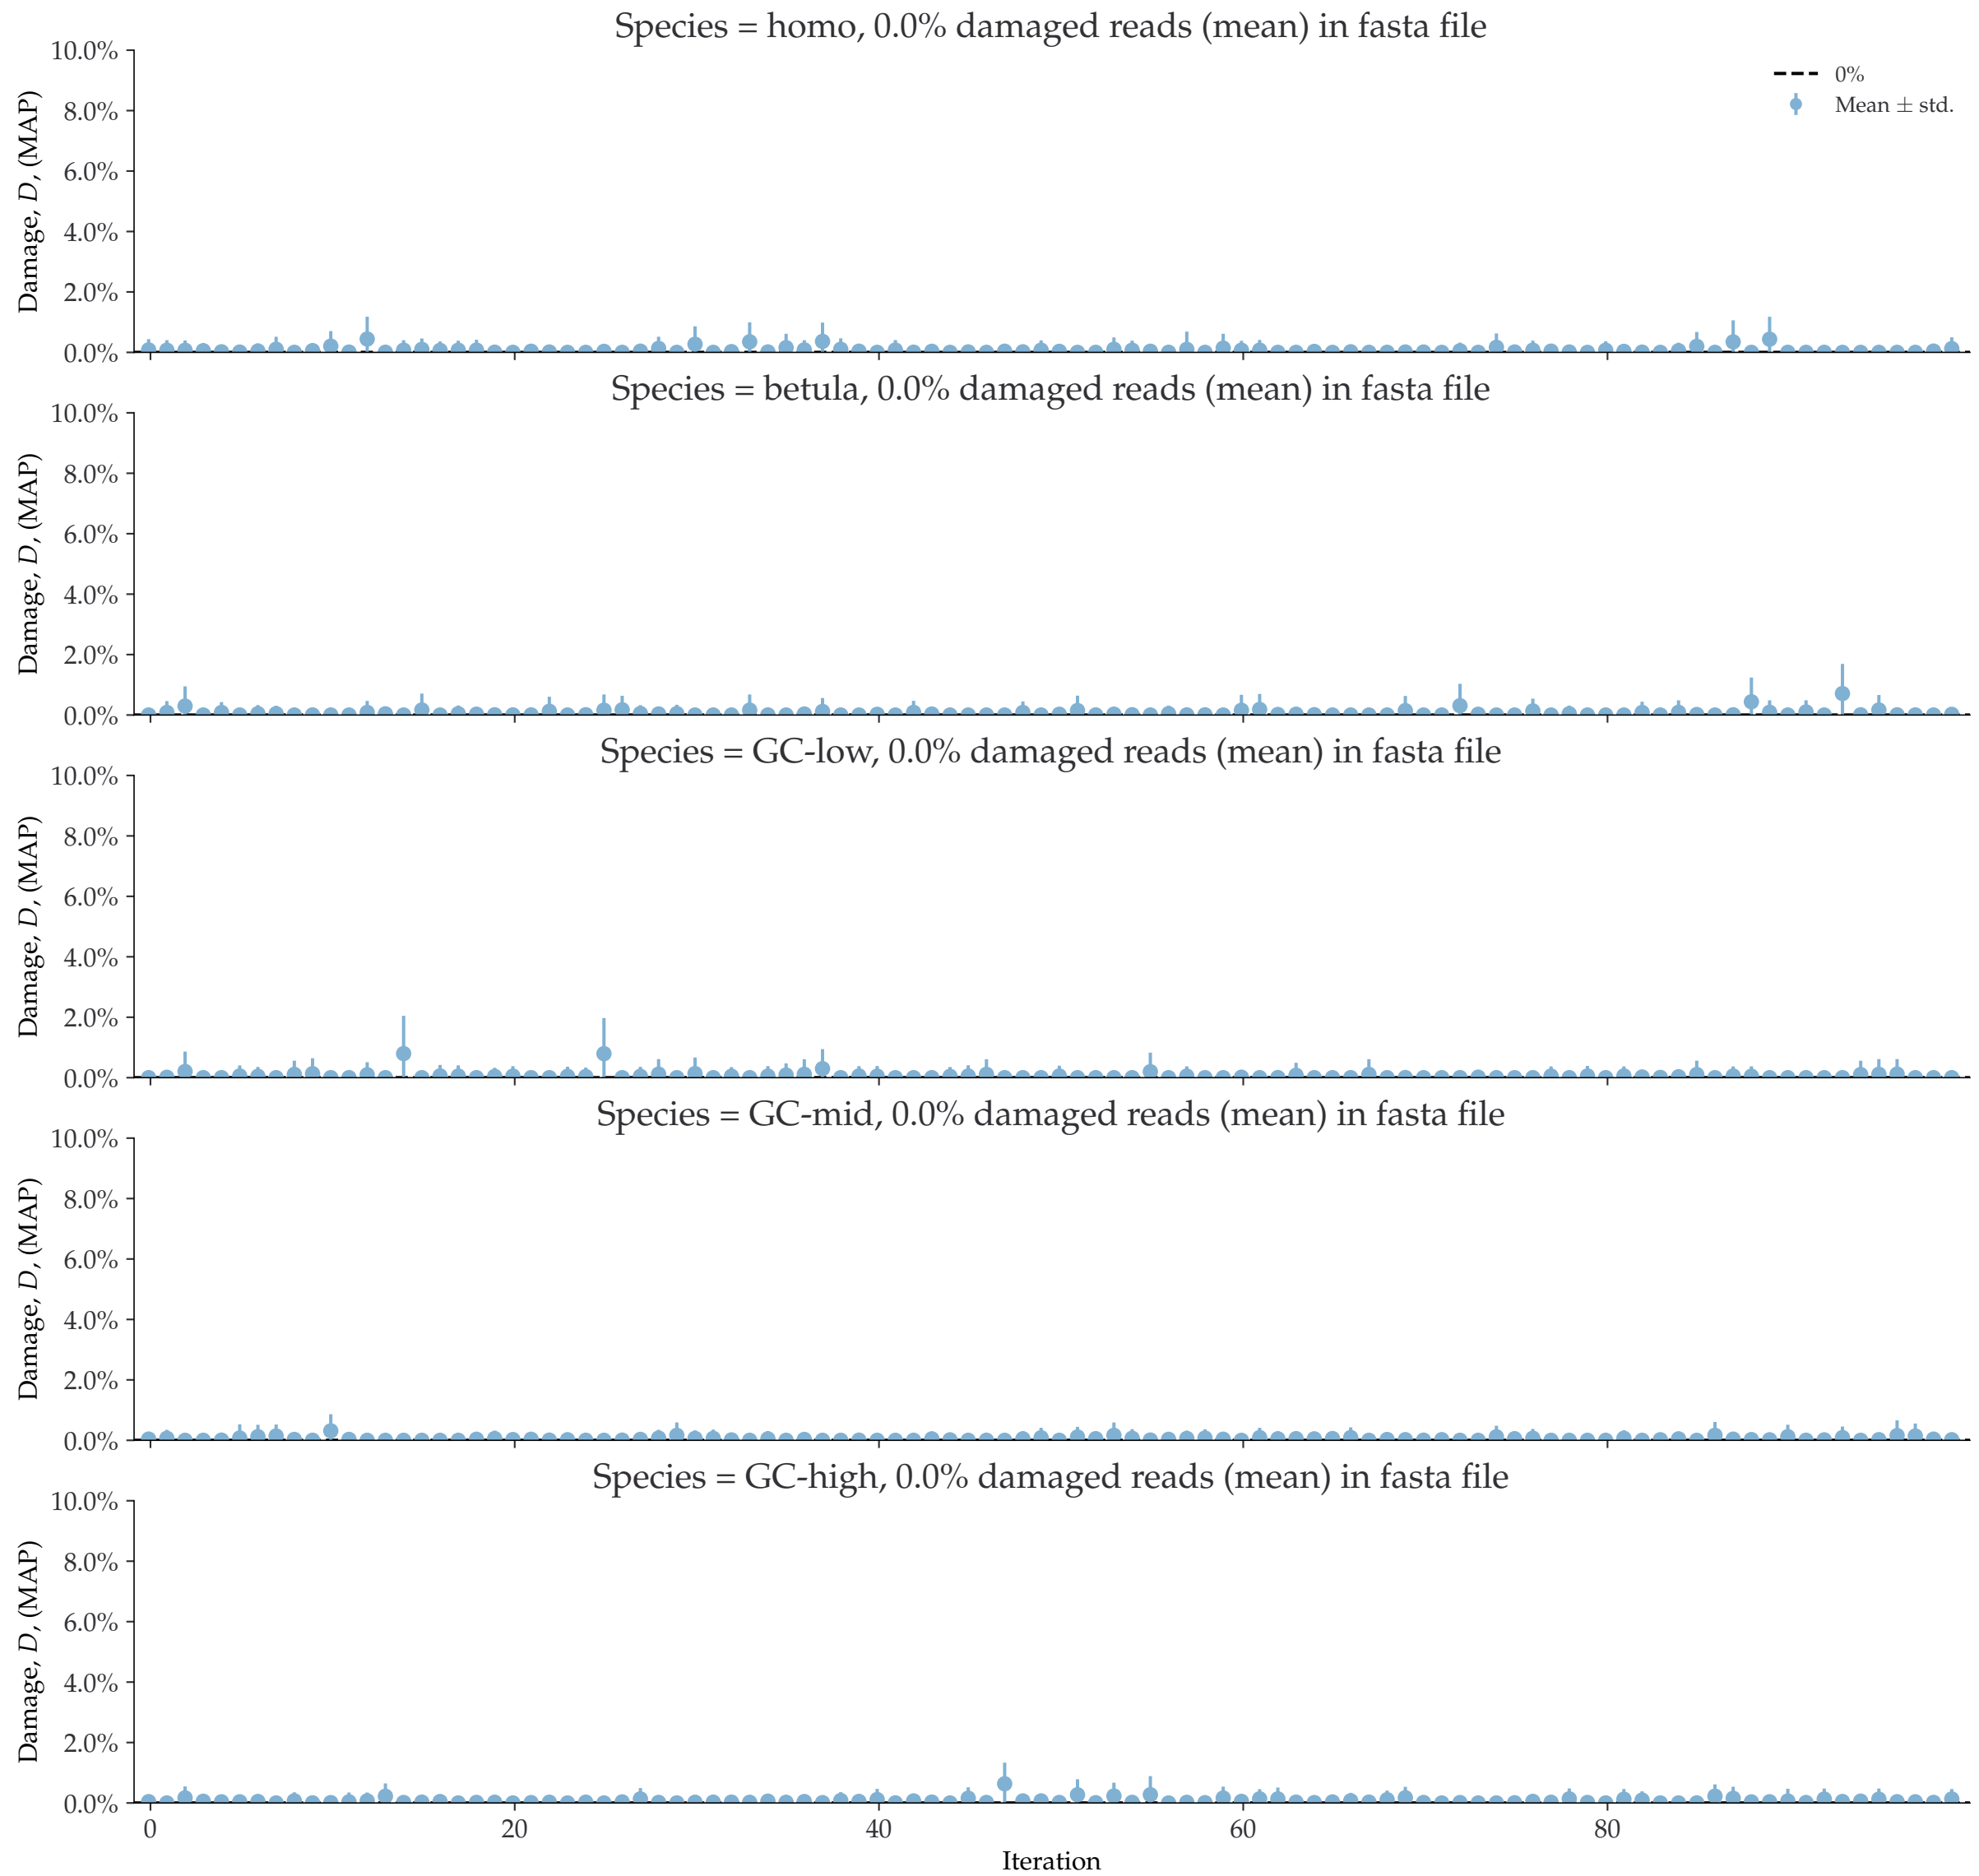 Species = homo, 0.0% damaged reads (mean) in fasta file
10.0%
8.0%
6.0%
4.0%
2.0%
0.0%
Damage, D, (MAP)
0%
Mean ± std.
Species = betula, 0.0% damaged reads (mean) in fasta file
10.0%
8.0%
6.0%
4.0%
2.0%
0.0%
Damage, D, (MAP)
Species = GC-low, 0.0% damaged reads (mean) in fasta file
10.0%
8.0%
6.0%
4.0%
2.0%
0.0%
Damage, D, (MAP)
Species = GC-mid, 0.0% damaged reads (mean) in fasta file
10.0%
8.0%
6.0%
4.0%
2.0%
0.0%
Damage, D, (MAP)
Species = GC-high, 0.0% damaged reads (mean) in fasta file
10.0%
8.0%
6.0%
4.0%
2.0%
0.0%
Damage, D, (MAP)
0 20 40 60 80
Iteration